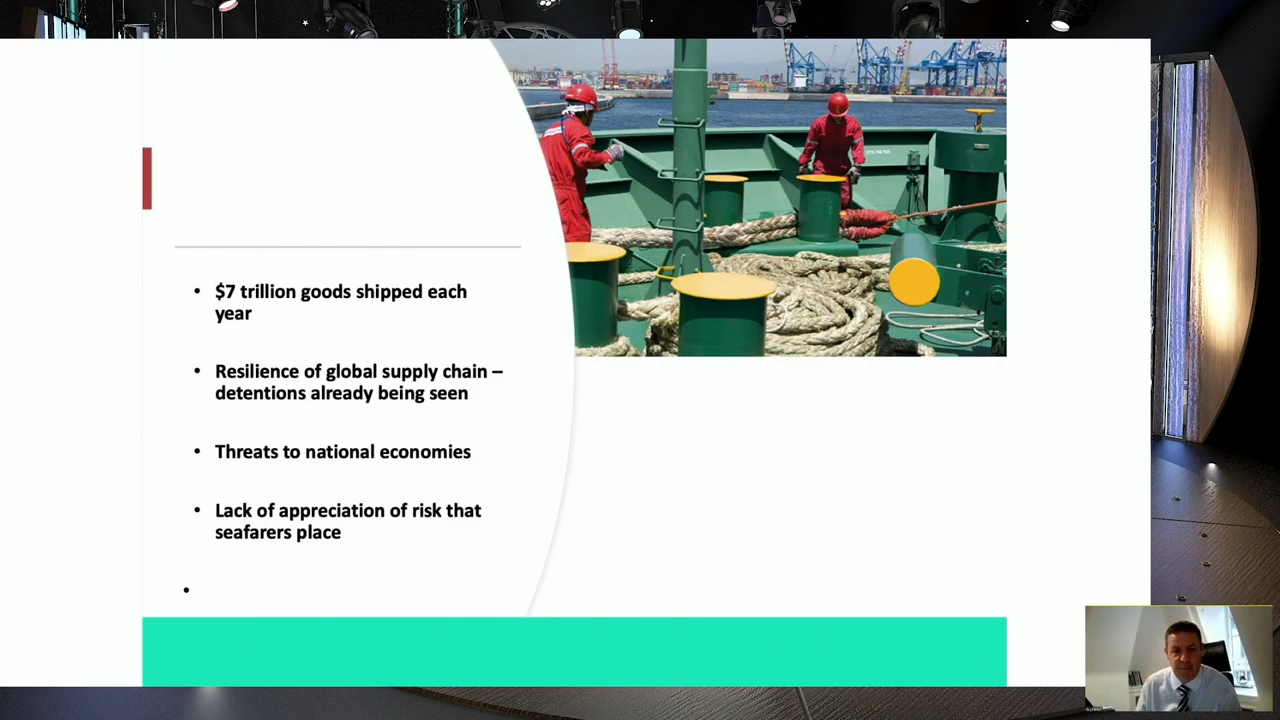 • $7 trillion goods shipped each
year
• Resilience of global supply chain –
detentions already being seen
• Threats to national economies
• Lack of appreciation of risk that
seafarers place
•